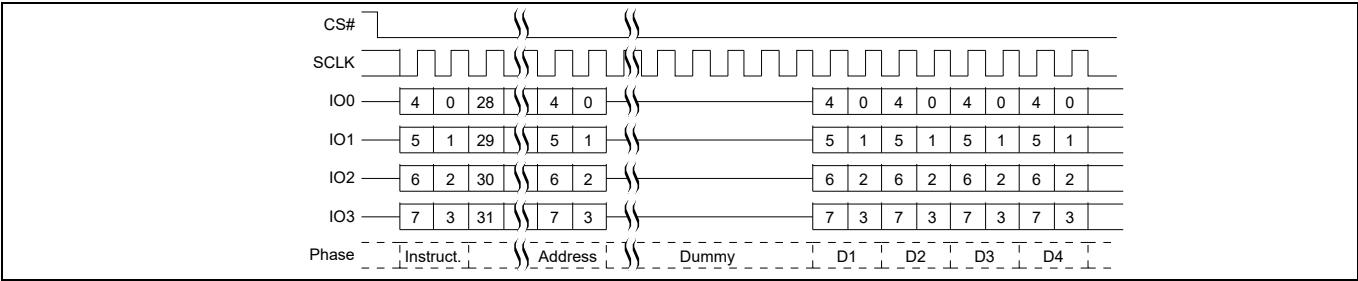 CS#
SCLK
IO0 4 0 28 4 0 4 0 4 0 4 0 4 0
IO1 5 1 29 5 1 5 1 5 1 5 1 5 1
IO2 6 2 30 6 2 6 2 6 2 6 2 6 2
IO3 7 3 31 7 3 7 3 7 3 7 3 7 3
Phase Instruct. Address Dummy D1 D2 D3 D4